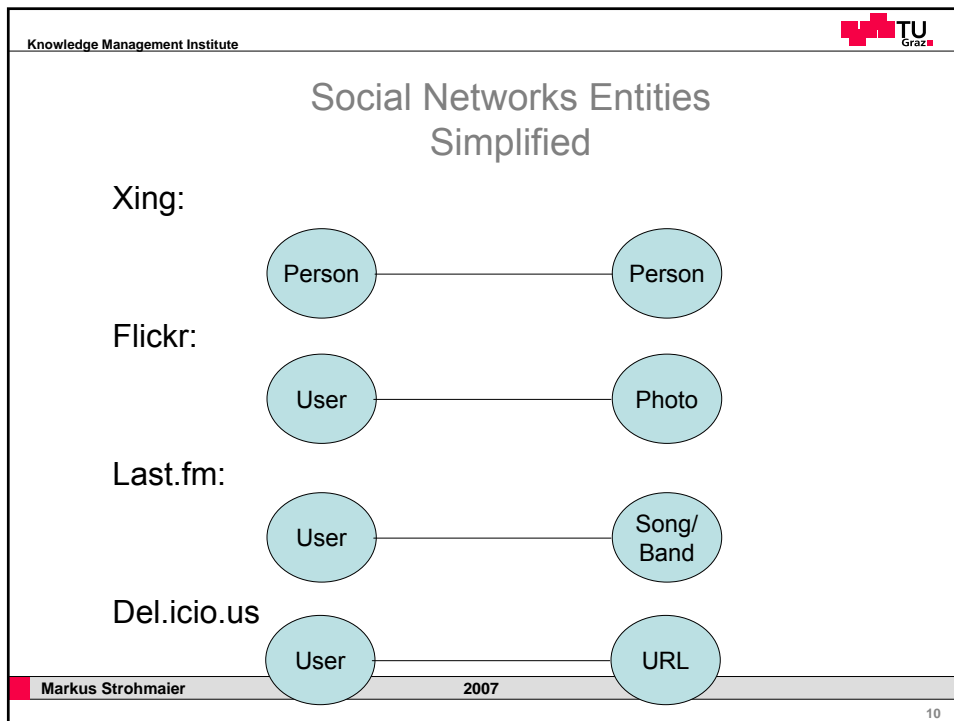 Knowledge Management Institute
TU
Graz
Social Networks Entities
Simplified
Xing:
Person
Person
Flickr:
User
Photo
Last.fm:
User
Song/
Band
Del.icio.us
User
URL
Markus Strohmaier
2007
10